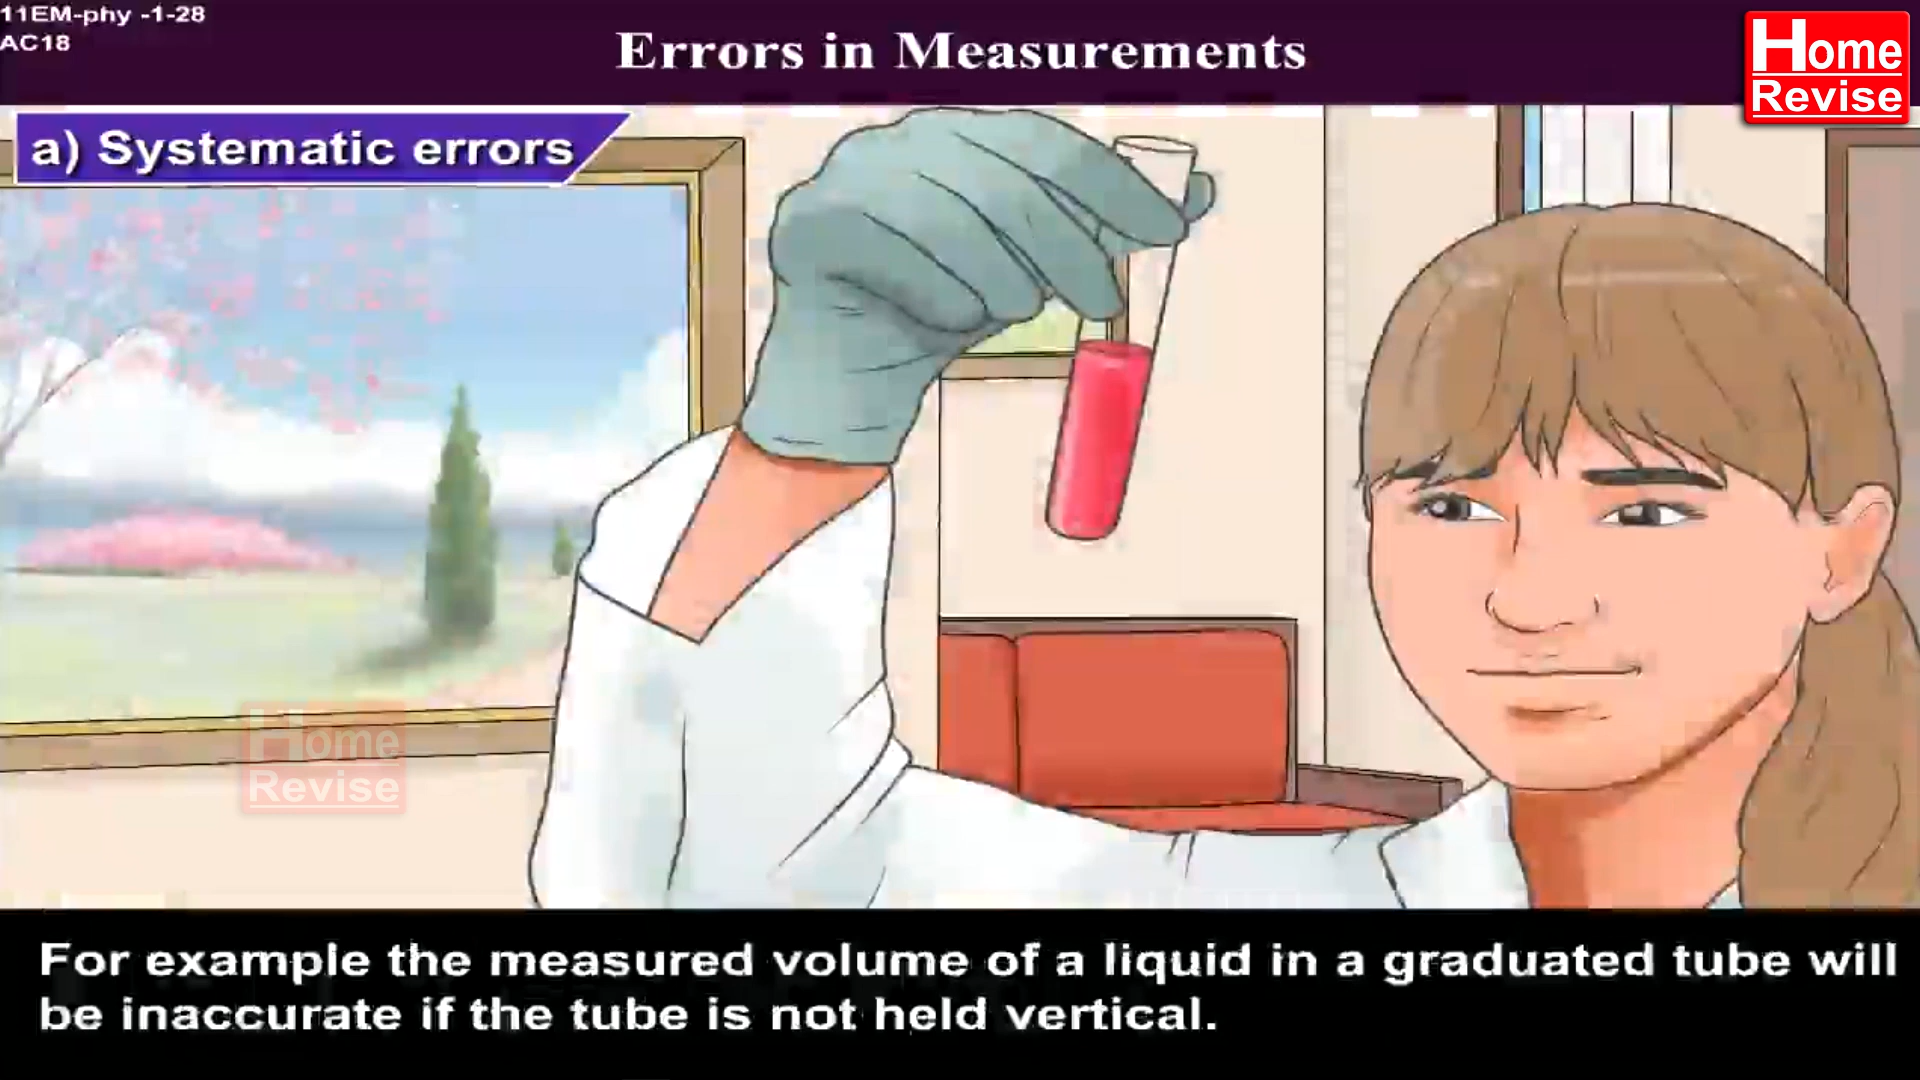 11EM-phy -1-28
AC18
Errors in Measurements
Home
Revise
a) Systematic errors
Home
Revise
For example the measured volume of a liquid in a graduated tube will
be inaccurate if the tube is not held vertical.